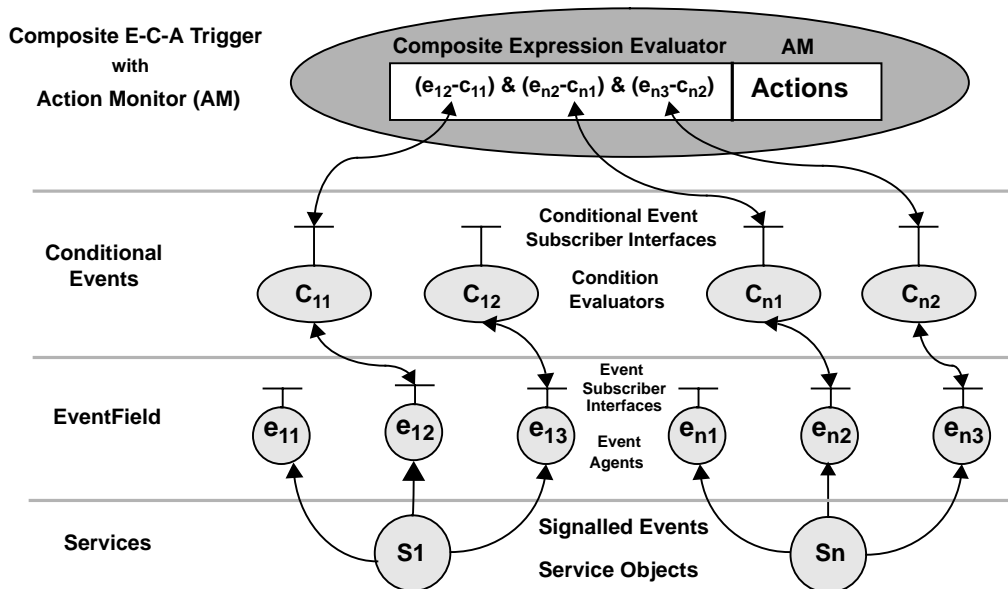 Composite E-C-A Trigger
with
Action Monitor (AM)
Composite Expression Evaluator
AM
(e12-c11) & (en2-cn1) & (en3-cn2)
Actions
Conditional
Events
Conditional Event
Subscriber Interfaces
Condition
Evaluators
C11
C12
Cn1
Cn2
EventField
Event
Subscriber
Interfaces
Event
Agents
e11
e12
e13
en1
en2
en3
Services
S1
Signalled Events
Service Objects
Sn